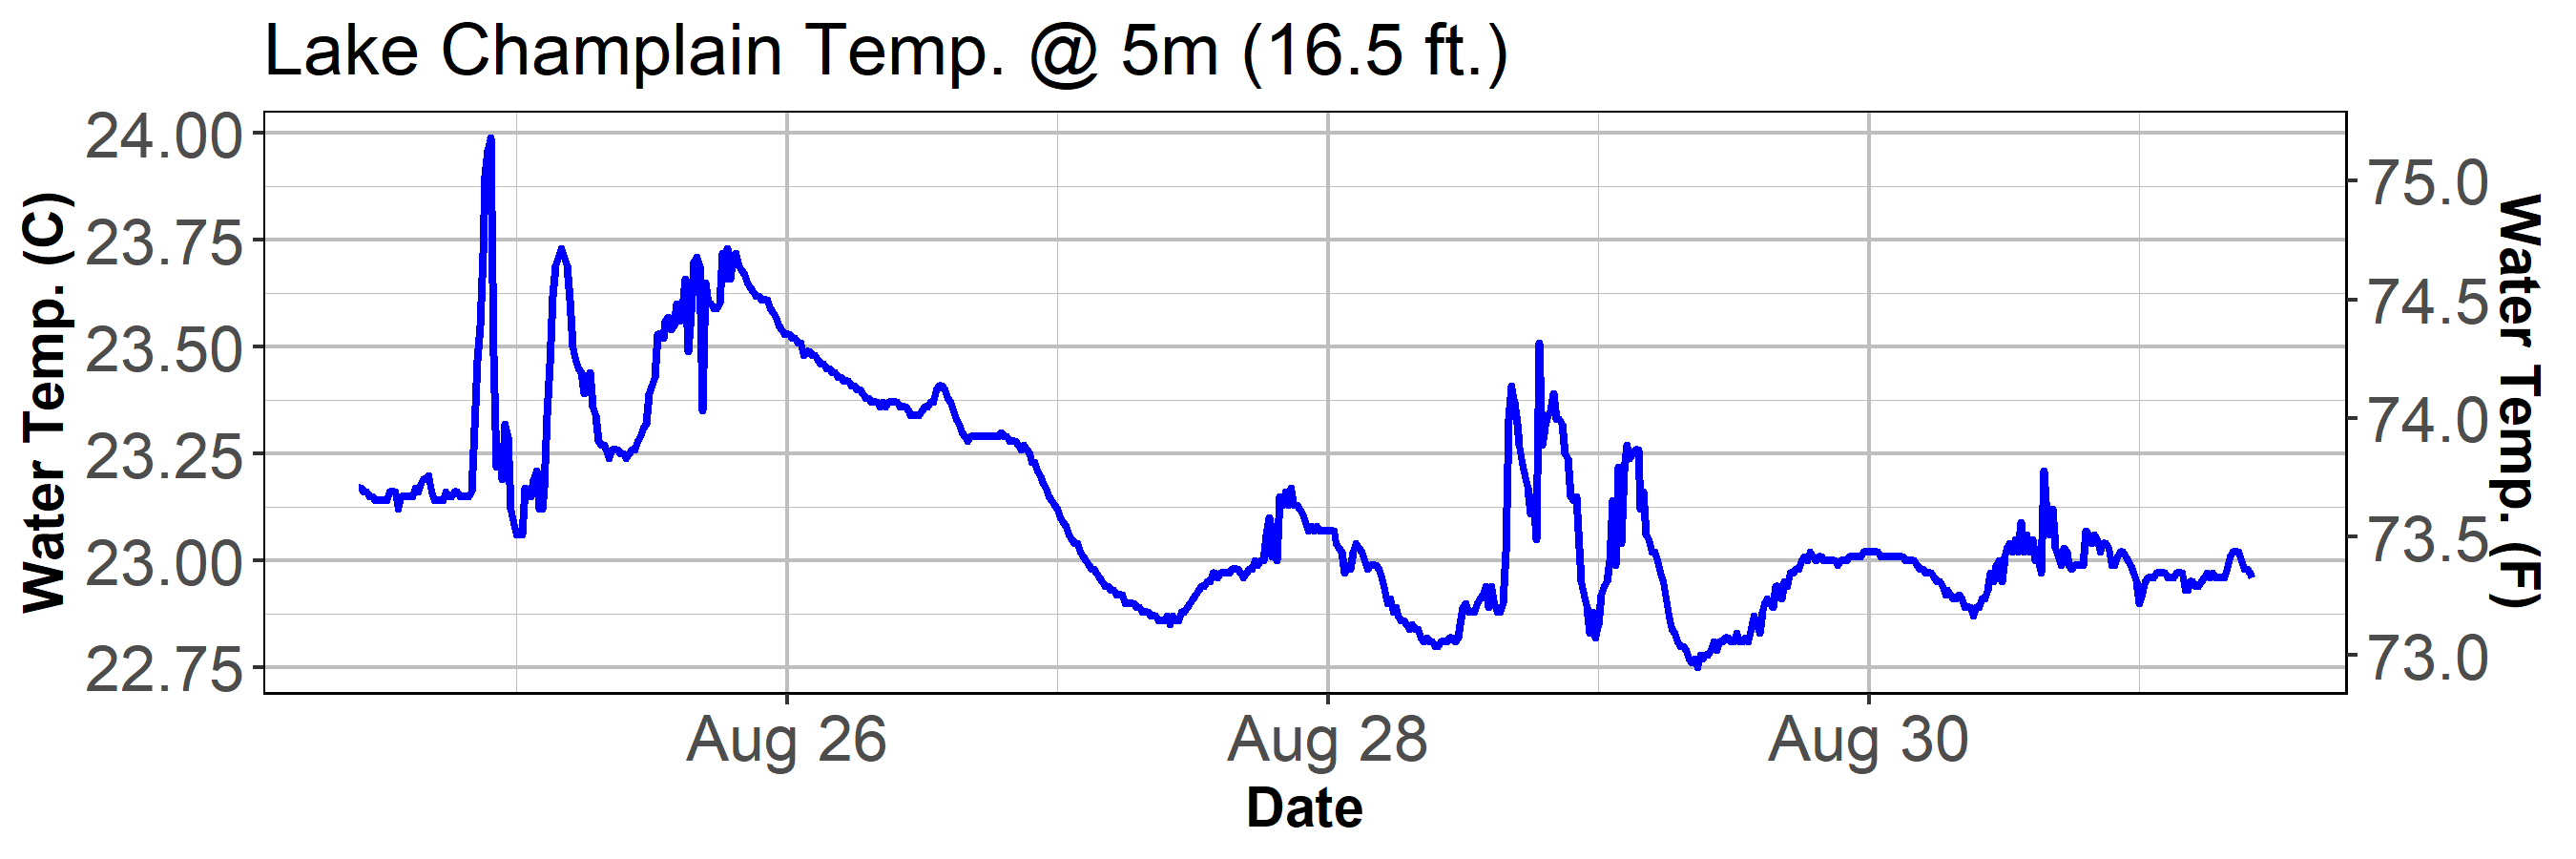 Lake Champlain Temp. @ 5m (16.5 ft.)
Water Temp. (C)
24.00
23.75
23.50
23.25
23.00
22.75
75.0
74.5
74.0
73.5
73.0
Water Temp. (F)
Aug 26 Aug 28 Aug 30
Date